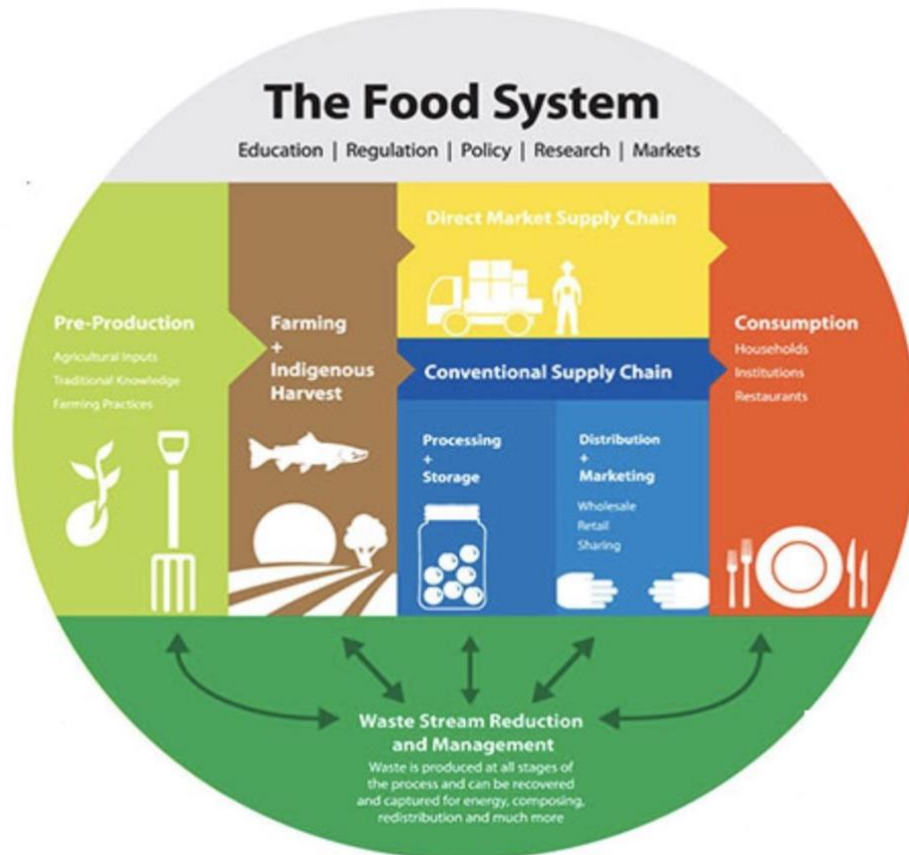 The Food System
Education | Regulation | Policy | Research | Markets
Direct Market Supply Chain
Pre-Production
Agricultural Inputs
Traditional Knowledge
Farming Practices
Farming
+
Indigenous
Harvest
Conventional Supply Chain
Processing
+
Storage
Distribution
+
Marketing
Wholesale
Retail
Sharing
Consumption
Households
Institutions
Restaurants
Waste Stream Reduction
and Management
Waste is produced at all stages of
the process and can be recovered
and captured for energy, composing,
redistribution and much more